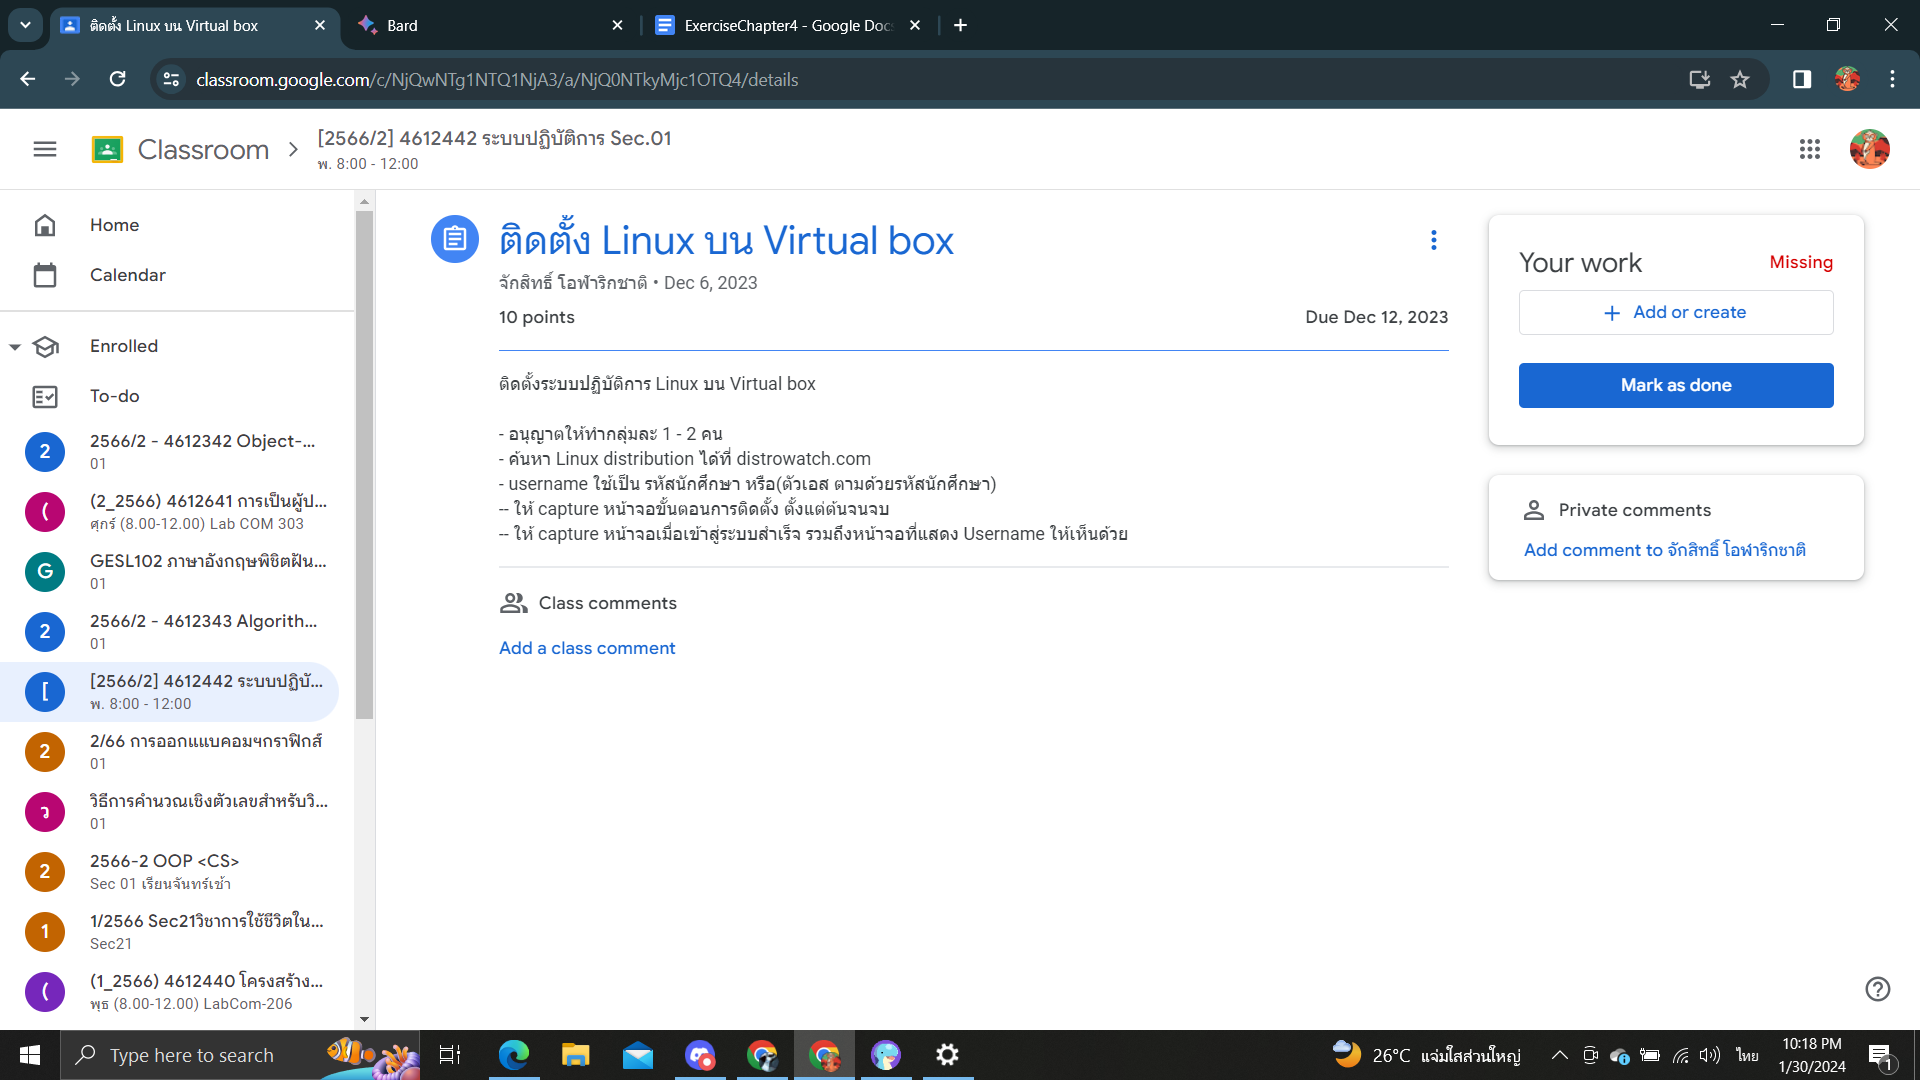 ติดตั้ง Linux บน Virtual box
Bard
ExerciseChapter4 - Google Docs
classroom.google.com/c/NjQwNTg1NTQ1NjA3/a/NjQ0NTkyMjc1OTQ4/details
Classroom
[2566/2] 4612442 ระบบปฏิบัติการ Sec.01
พ. 8:00 - 12:00
Home
Calendar
Enrolled
To-do
2
2566/2 - 4612342 Object-...
01
(
(2_2566) 4612641 การเป็นผู้ป...
ศุกร์ (8.00-12.00) Lab COM 303
G
GESL102 ภาษาอังกฤษพิชิตฝัน...
01
2
2566/2 - 4612343 Algorith...
01
[
[2566/2] 4612442 ระบบปฏิบั...
พ. 8:00 - 12:00
2
2/66 การออกแแบคอมฯกราฟิกส์
01
ว
วิธีการคำนวณเชิงตัวเลขสำหรับวิ...
01
2
2566-2 OOP <CS>
Sec 01 เรียนจันทร์เช้า
1
1/2566 Sec21วิชาการใช้ชีวิตใน...
Sec21
(
(1_2566) 4612440 โครงสร้าง...
พุธ (8.00-12.00) LabCom-206
ติดตั้ง Linux บน Virtual box
จักสิทธิ์ โอฬาริกชาติ • Dec 6, 2023
10 points
Due Dec 12, 2023
ติดตั้งระบบปฏิบัติการ Linux บน Virtual box
- อนุญาตให้ทำกลุ่มละ 1 - 2 คน
- ค้นหา Linux distribution ได้ที่ distrowatch.com
- username ใช้เป็น รหัสนักศึกษา หรือ(ตัวเอส ตามด้วยรหัสนักศึกษา)
-- ให้ capture หน้าจอขั้นตอนการติดตั้ง ตั้งแต่ต้นจนจบ
-- ให้ capture หน้าจอเมื่อเข้าสู่ระบบสำเร็จ รวมถึงหน้าจอที่แสดง Username ให้เห็นด้วย
Class comments
Add a class comment
Your work
Missing
Add or create
Mark as done
Private comments
Add comment to จักสิทธิ์ โอฬาริกชาติ
Type here to search
26°C แจ่มใสส่วนใหญ่
ไทย
10:18 PM
1/30/2024
1